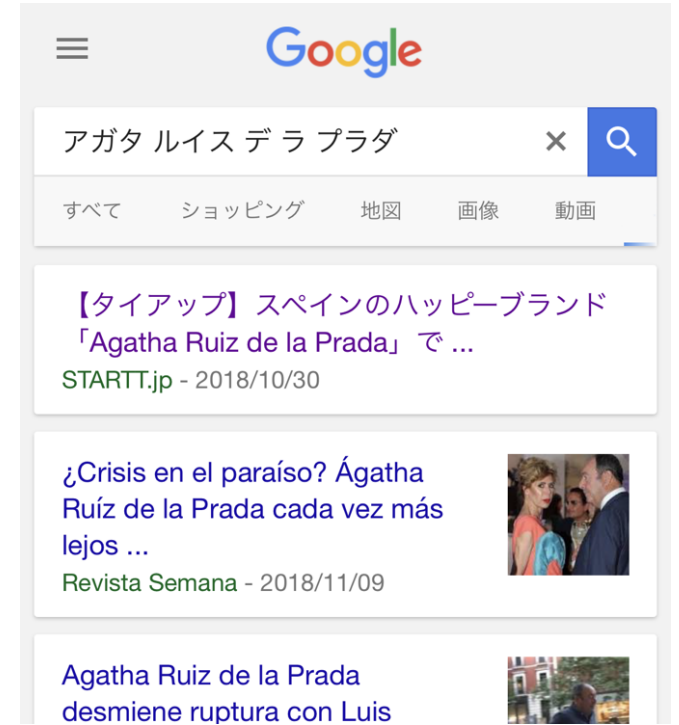 Google
アガタ ルイス デ ラ プラダ
すべて ショッピング 地図 画像 動画
【タイアップ】スペインのハッピーブランド
「Agatha Ruiz de la Prada」で ...
STARTT.jp - 2018/10/30
¿Crisis en el paraíso? Ágatha
Ruíz de la Prada cada vez más
lejos ...
Revista Semana - 2018/11/09
Agatha Ruiz de la Prada
desmiene ruptura con Luis